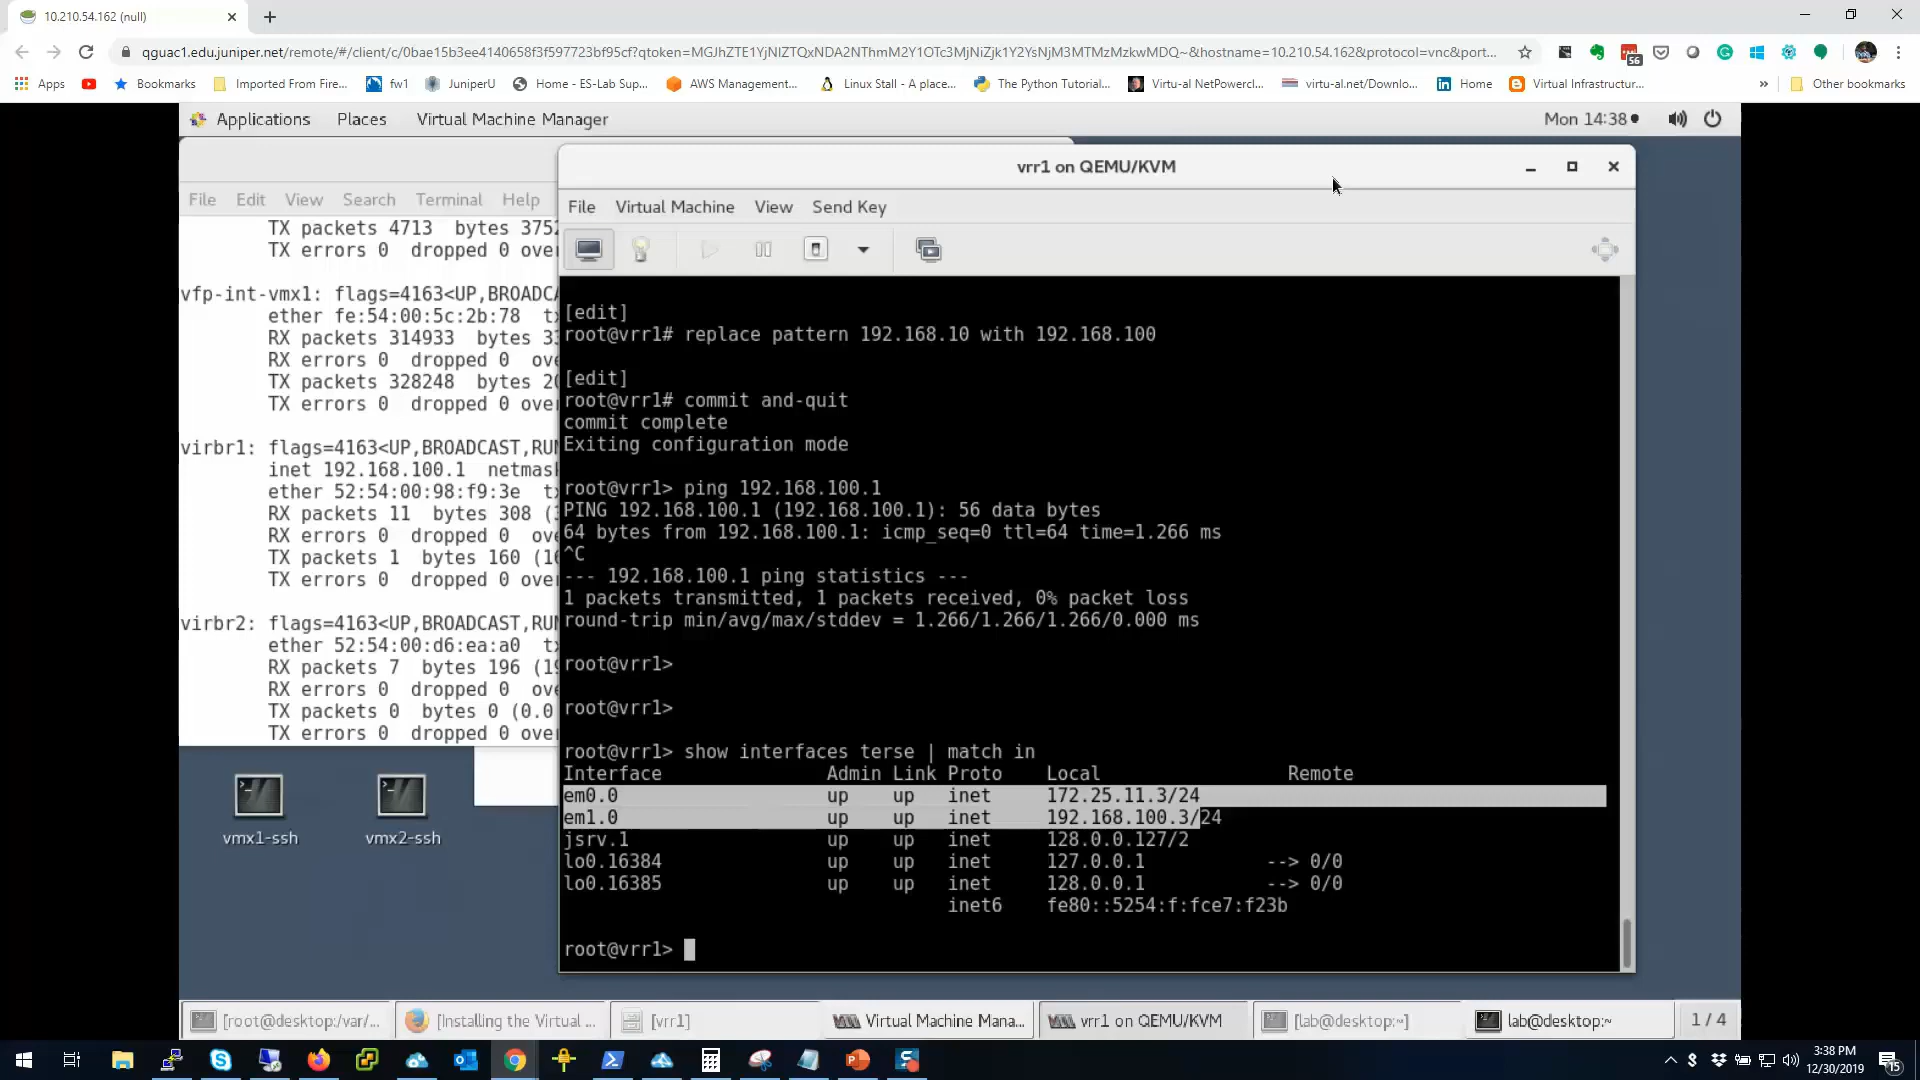 10.210.54.162 (null)
qguac1.edu.juniper.net/remote/#/client/c/0bae15b3ee4140658f3f597723bf95cf?qtoken=MGJhZTE1YjNlZTQxNDA2NThmM2Y1OTc3MjNiZjk1Y2YsNjM3MTMzMzkwMDQ~&hostname=10.210.54.162&protocol=vnc&port...
56
Apps
Bookmarks
Imported From Fire...
fw1
JuniperU
Home - ES-Lab Sup...
AWS Management...
Linux Stall - A place...
The Python Tutorial...
Virtu-al NetPowercl...
virtu-al.net/Downlo...
Home
Virtual Infrastructur...
»
Other bookmarks
Applications Places Virtual Machine Manager
Mon 14:38
File Edit View Search Terminal Help
TX packets 4713 bytes 3752
TX errors 0 dropped 0 over
vfp-int-vmx1: flags=4163<UP,BROADCA
ether fe:54:00:5c:2b:78 tx
RX packets 314933 bytes 33
RX errors 0 dropped 0 ove
TX packets 328248 bytes 20
TX errors 0 dropped 0 over
virbr1: flags=4163<UP,BROADCAST,RUN
inet 192.168.100.1 netmask
ether 52:54:00:98:f9:3e tx
RX packets 11 bytes 308 (3
RX errors 0 dropped 0 ove
TX packets 1 bytes 160 (16
TX errors 0 dropped 0 over
virbr2: flags=4163<UP,BROADCAST,RUN
ether 52:54:00:d6:ea:a0 tx
RX packets 7 bytes 196 (19
RX errors 0 dropped 0 ove
TX packets 0 bytes 0 (0.0
TX errors 0 dropped 0 over
vmx1-ssh
vmx2-ssh
vrr1 on QEMU/KVM
File Virtual Machine View Send Key
[edit]
root@vrr1# replace pattern 192.168.10 with 192.168.100
[edit]
root@vrr1# commit and-quit
commit complete
Exiting configuration mode
root@vrr1> ping 192.168.100.1
PING 192.168.100.1 (192.168.100.1): 56 data bytes
64 bytes from 192.168.100.1: icmp_seq=0 ttl=64 time=1.266 ms
^C
--- 192.168.100.1 ping statistics ---
1 packets transmitted, 1 packets received, 0% packet loss
round-trip min/avg/max/stddev = 1.266/1.266/1.266/0.000 ms
root@vrr1>
root@vrr1>
root@vrr1> show interfaces terse | match in
Interface Admin Link Proto Local Remote
em0.0 up up inet 172.25.11.3/24
em1.0 up up inet 192.168.100.3/24
jsrv.1 up up inet 128.0.0.127/2
lo0.16384 up up inet 127.0.0.1 --> 0/0
lo0.16385 up up inet 128.0.0.1 --> 0/0
inet6 fe80::5254:f:fce7:f23b
root@vrr1>
[root@desktop:/var/...
[Installing the Virtual ...
[vrr1]
Virtual Machine Mana...
vrr1 on QEMU/KVM
[lab@desktop:~]
lab@desktop:~
1 / 4
3:38 PM
12/30/2019
15